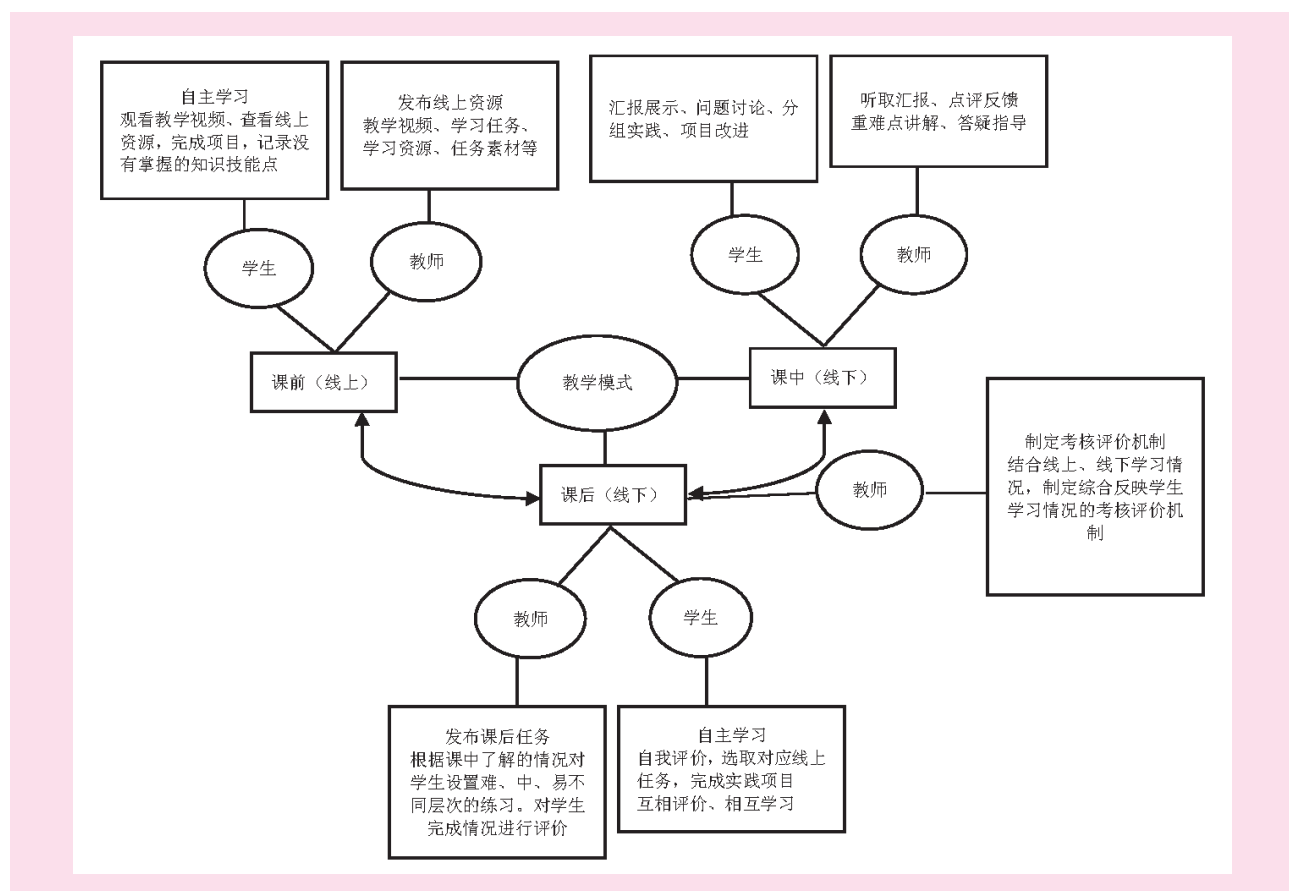 自主学习
观看教学视频、查看线上
资源，完成项目，记录没
有掌握的知识技能点
发布线上资源
教学视频、学习任务、
学习资源、任务素材等
汇报展示、问题讨论、分
组实践、项目改进
听取汇报、点评反馈
重难点讲解、答疑指导
学生
教师
学生
教师
课前（线上）
教学模式
课中（线下）
课后（线下）
教师
制定考核评价机制
结合线上、线下学习情
况，制定综合反映学生
学习情况的考核评价机
制
教师
学生
发布课后任务
根据课中了解的情况对
学生设置难、中、易不
同层次的练习。对学生
完成情况进行评价
自主学习
自我评价，选取对应线上
任务，完成实践项目
互相评价、相互学习